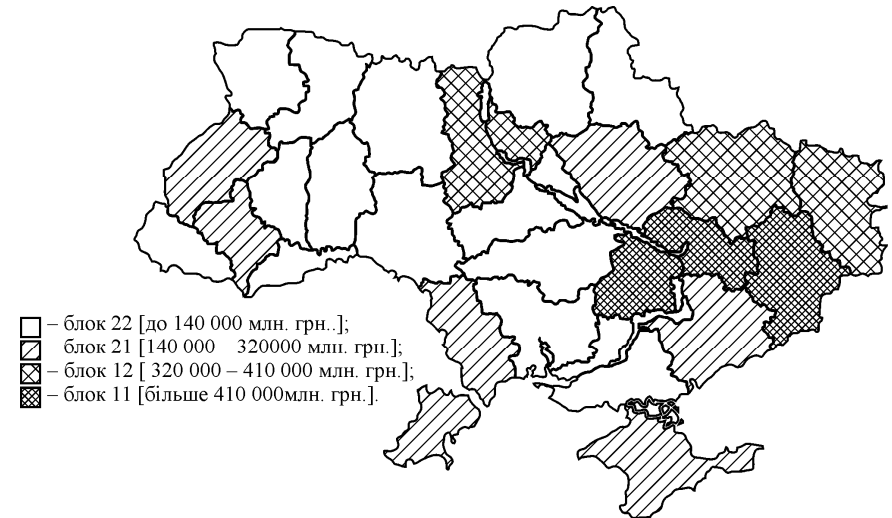 – блок 22 [до 140 000 млн. грн..];
блок 21 [140 000   320000 млн. грн.];
– блок 12 [ 320 000 – 410 000 млн. грн.];
– блок 11 [більше 410 000млн. грн.].